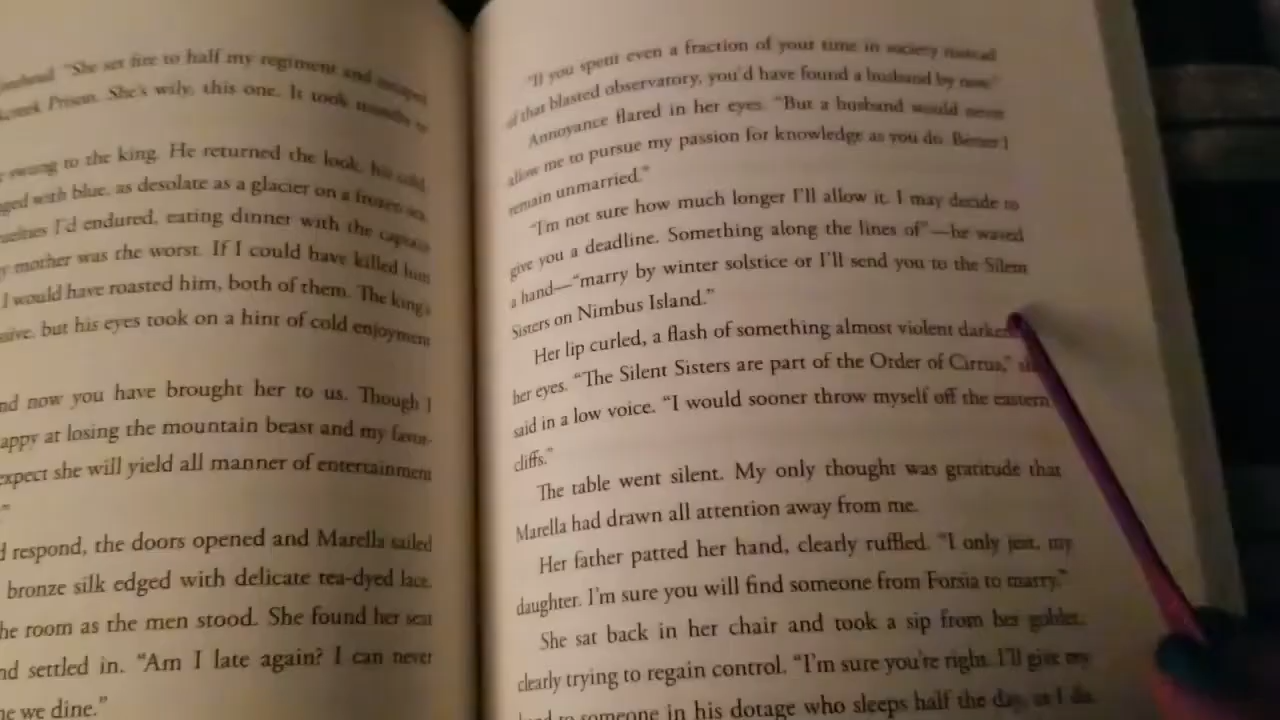 "She set fire to half my regiment and
Prison. She's wily, this one. It took
to the king. He returned the look, his cold
with blue, as desolate as a glacier on a frozen sea.
I'd endured, eating dinner with the captain
mother was the worst. If I could have killed him
I would have roasted him, both of them. The king's
but his eyes took on a hint of cold enjoyment
now you have brought her to us. Though I
at losing the mountain beast and my favor-
expect she will yield all manner of entertainment
"
respond, the doors opened and Marella sailed
bronze silk edged with delicate tea-dyed lace.
room as the men stood. She found her seat
settled in. "Am I late again? I can never
we dine."
"If you spent even a fraction of your time in society instead
of that blasted observatory, you'd have found a husband by now."
Annoyance flared in her eyes. "But a husband would never
allow me to pursue my passion for knowledge as you do. Better I
remain unmarried."
"I'm not sure how much longer I'll allow it. I may decide to
give you a deadline. Something along the lines of"—he waved
a hand—"marry by winter solstice or I'll send you to the Silent
Sisters on Nimbus Island."
Her lip curled, a flash of something almost violent
her eyes. "The Silent Sisters are part of the Order of Cirrus,"
said in a low voice. "I would sooner throw myself off the eastern
cliffs."
The table went silent. My only thought was gratitude that
Marella had drawn all attention away from me.
Her father patted her hand, clearly ruffled. "I only jest, my
daughter. I'm sure you will find someone from Forsia to marry."
She sat back in her chair and took a sip from her goblet,
clearly trying to regain control. "I'm sure you're right. I'll give my
to someone in his dotage who sleeps half the day, as I do.